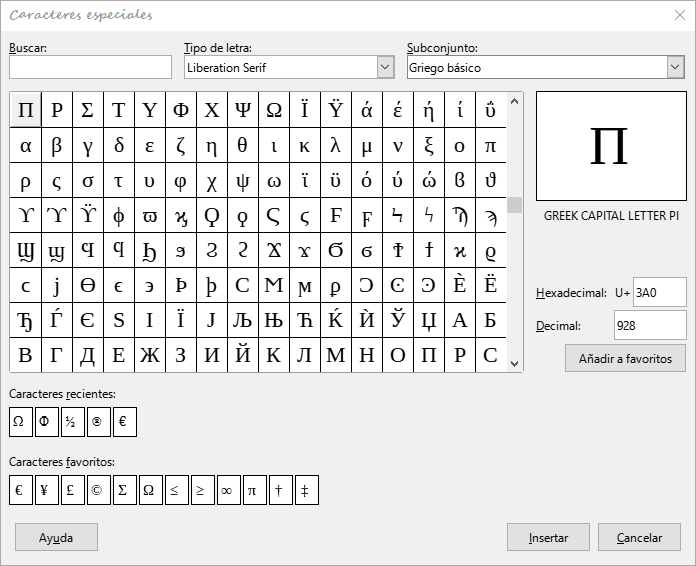 Caracteres especiales
Buscar: Tipo de letra: Subconjunto:
Liberation Serif Griego básico
Π Ρ Σ Τ Υ Φ Χ Ψ Ω Ϊ Ϋ ά έ ή ί ΰ
α β γ δ ε ζ η θ ι κ λ μ ν ξ ο π
ρ ς σ τ υ φ χ ψ ω ϊ ϋ ό ύ ώ ϐ ϑ
ϒ ϓ ϔ ϕ ϖ ϗ Ϙ ϙ Ϛ ϛ Ϝ ϝ Ϟ ϟ Ϡ ϡ
Ϣ ϣ Ϥ ϥ Ϧ ϧ Ϩ ϩ Ϫ ϫ Ϭ ϭ Ϯ ϯ ϰ ϱ
ϲ ϳ ϴ ϵ ϶ Ϸ ϸ Ϲ Ϻ ϻ ϼ Ͻ Ͼ Ͽ Ѐ Ё
Ђ Ѓ Є Ѕ І Ї Ј Љ Њ Ћ Ќ Ѝ Ў Џ А Б
В Г Д Е Ж З И Й К Л М Н О П Р С
Π
GREEK CAPITAL LETTER PI
Hexadecimal: U+ 3A0
Decimal: 928
Añadir a favoritos
Caracteres recientes:
Ω Φ ½ ® €
Caracteres favoritos:
€ ¥ £ © Σ Ω ≤ ≥ ∞ π † ‡
Ayuda Insertar Cancelar